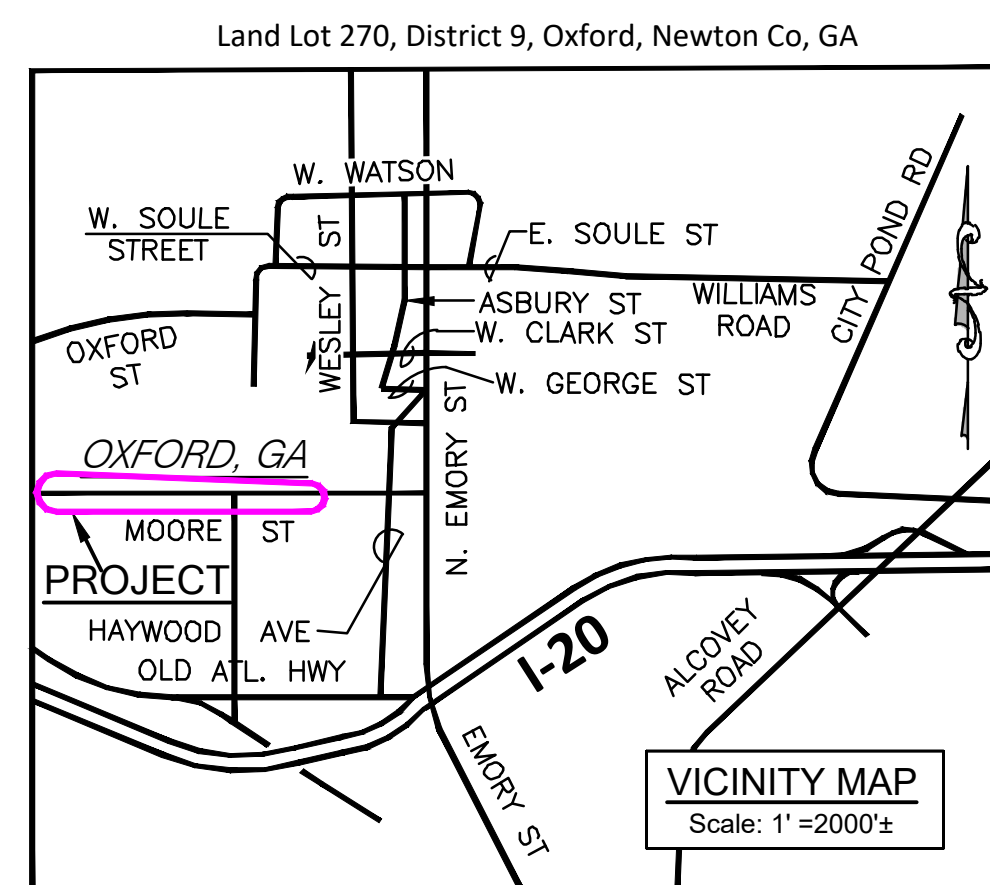 Land Lot 270, District 9, Oxford, Newton Co, GA
W. WATSON
W. SOULE
STREET
WESLEY ST
E. SOULE ST
CITY POND RD
ASBURY ST
WILLIAMS
ROAD
W. CLARK ST
OXFORD
ST
W. GEORGE ST
N. EMORY ST
OXFORD, GA
MOORE ST
PROJECT
HAYWOOD AVE
OLD ATL. HWY
I-20
ALCOVEY
ROAD
EMORY ST
VICINITY MAP
Scale: 1' =2000'±